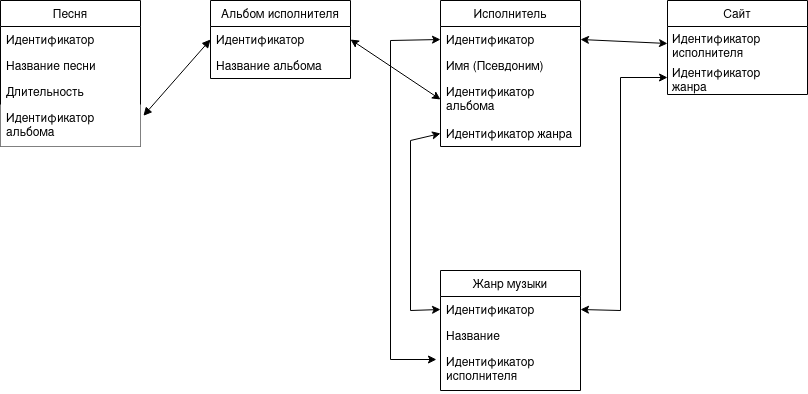 Песня
Идентификатор
Название песни
Длительность
Идентификатор
альбома
Альбом исполнителя
Идентификатор
Название альбома
Исполнитель
Идентификатор
Имя (Псевдоним)
Идентификатор
альбома
Идентификатор жанра
Сайт
Идентификатор
исполнителя
Идентификатор
жанра
Жанр музыки
Идентификатор
Название
Идентификатор
исполнителя